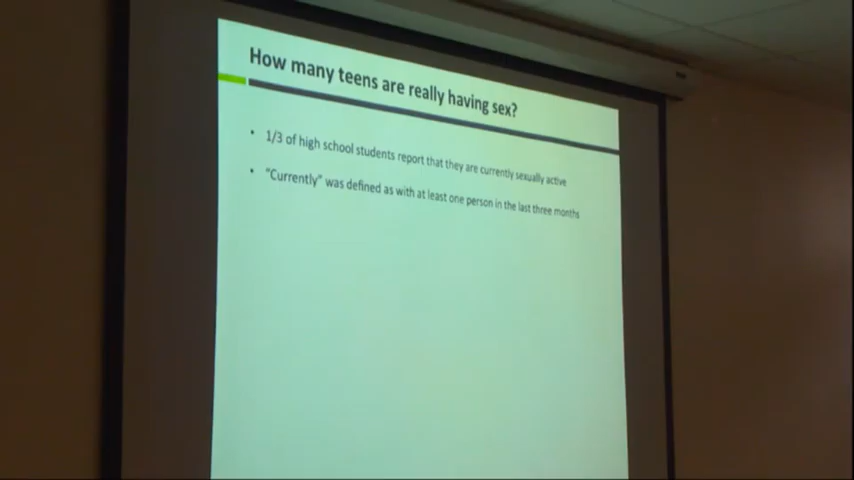 How many teens are really having sex?
• 1/3 of high school students report that they are currently sexually active
• "Currently" was defined as with at least one person in the last three months